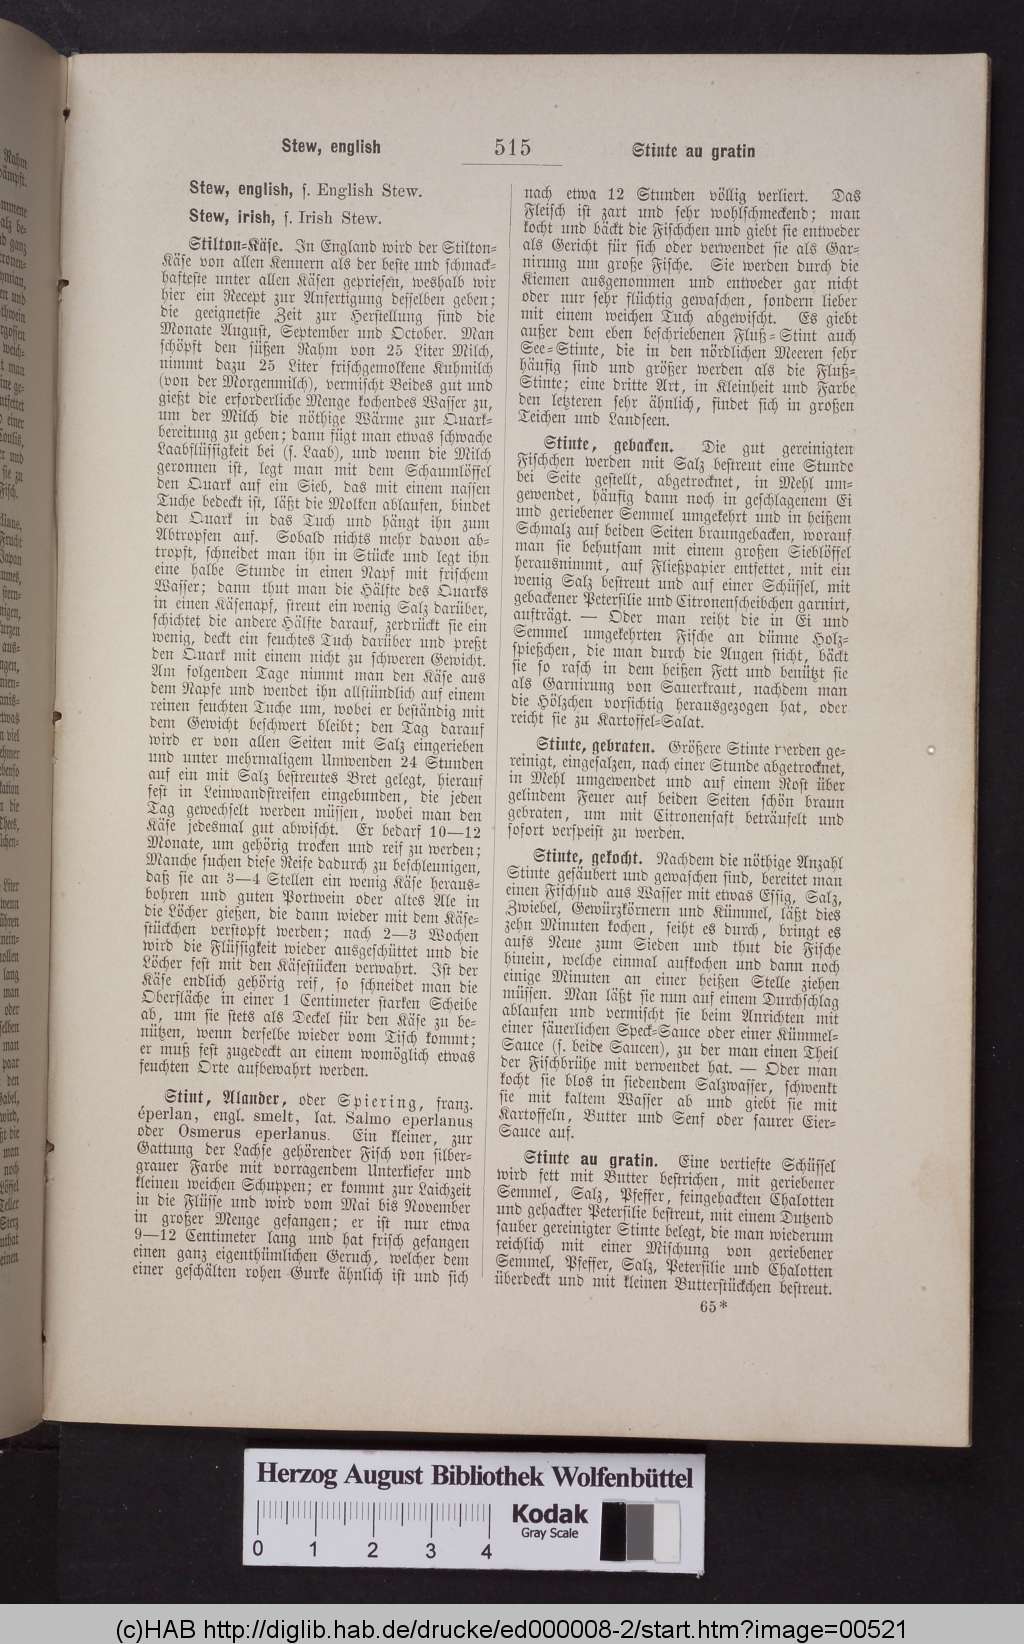 Stew, english
515
Stinte au gratin
Stew, english, ſ. English Stew.
Stew, irish, ſ. Irish Stew.
Stilton-Käſe. In England wird der Stilton-
Käſe von allen Kennern als der beſte und ſchmack-
hafteſte unter allen Käſen geprieſen, weshalb wir
hier ein Recept zur Anfertigung deſſelben geben;
die geeignetſte Zeit zur Herſtellung ſind die
Monate Auguſt, September und October. Man
ſchöpft den ſüßen Rahm von 25 Liter Milch,
nimmt dazu 25 Liter friſchgemolkene Kuhmilch
(von der Morgenmilch), vermiſcht Beides gut und
gießt die erforderliche Menge kochendes Waſſer zu,
um der Milch die nöthige Wärme zur Quark-
bereitung zu geben; dann fügt man etwas ſchwache
Laabflüſſigkeit bei (ſ. Laab), und wenn die Milch
geronnen iſt, legt man mit dem Schaumlöffel
den Quark auf ein Sieb, das mit einem naſſen
Tuche bedeckt iſt, läßt die Molken ablaufen, bindet
den Quark in das Tuch und hängt ihn zum
Abtropfen auf. Sobald nichts mehr davon ab-
tropft, ſchneidet man ihn in Stücke und legt ihn
eine halbe Stunde in einen Napf mit friſchem
Waſſer; dann thut man die Hälfte des Quarks
in einen Käſenapf, ſtreut ein wenig Salz darüber,
ſchichtet die andere Hälfte darauf, zerdrückt ſie ein
wenig, deckt ein feuchtes Tuch darüber und preßt
den Quark mit einem nicht zu ſchweren Gewicht.
Am folgenden Tage nimmt man den Käſe aus
dem Napfe und wendet ihn allſtündlich auf einem
reinen feuchten Tuche um, wobei er beſtändig mit
dem Gewicht beſchwert bleibt; den Tag darauf
wird er von allen Seiten mit Salz eingerieben
und unter mehrmaligem Umwenden 24 Stunden
auf ein mit Salz beſtreutes Bret gelegt, hierauf
feſt in Leinwandſtreifen eingebunden, die jeden
Tag gewechſelt werden müſſen, wobei man den
Käſe jedesmal gut abwiſcht. Er bedarf 10—12
Monate, um gehörig trocken und reif zu werden;
Manche ſuchen dieſe Reife dadurch zu beſchleunigen,
daß ſie an 3—4 Stellen ein wenig Käſe heraus-
bohren und guten Portwein oder altes Ale in
die Löcher gießen, die dann wieder mit dem Käſe-
ſtückchen verſtopft werden; nach 2—3 Wochen
wird die Flüſſigkeit wieder ausgeſchüttet und die
Löcher feſt mit den Käſeſtücken verwahrt. Iſt der
Käſe endlich gehörig reif, ſo ſchneidet man die
Oberfläche in einer 1 Centimeter ſtarken Scheibe
ab, um ſie ſtets als Deckel für den Käſe zu be-
nützen, wenn derſelbe wieder vom Tiſch kommt;
er muß feſt zugedeckt an einem womöglich etwas
feuchten Orte aufbewahrt werden.
Stint, Alander, oder Spiering, franz.
éperlan, engl. smelt, lat. Salmo eperlanus
oder Osmerus eperlanus. Ein kleiner, zur
Gattung der Lachſe gehörender Fiſch von ſilber-
grauer Farbe mit vorragendem Unterkiefer und
kleinen weichen Schuppen; er kommt zur Laichzeit
in die Flüſſe und wird vom Mai bis November
in großer Menge gefangen; er iſt nur etwa
9—12 Centimeter lang und hat friſch gefangen
einen ganz eigenthümlichen Geruch, welcher dem
einer geſchälten rohen Gurke ähnlich iſt und ſich
nach etwa 12 Stunden völlig verliert. Das
Fleiſch iſt zart und ſehr wohlſchmeckend; man
kocht und bäckt die Fiſchchen und giebt ſie entweder
als Gericht für ſich oder verwendet ſie als Gar-
nirung um große Fiſche. Sie werden durch die
Kiemen ausgenommen und entweder gar nicht
oder nur ſehr flüchtig gewaſchen, ſondern lieber
mit einem weichen Tuch abgewiſcht. Es giebt
außer dem eben beſchriebenen Fluß-Stint auch
See-Stinte, die in den nördlichen Meeren ſehr
häufig ſind und größer werden als die Fluß-
Stinte; eine dritte Art, in Kleinheit und Farbe
den letzteren ſehr ähnlich, findet ſich in großen
Teichen und Landſeen.
Stinte, gebacken. Die gut gereinigten
Fiſchchen werden mit Salz beſtreut eine Stunde
bei Seite geſtellt, abgetrocknet, in Mehl um-
gewendet, häufig dann noch in geſchlagenem Ei
und geriebener Semmel umgekehrt und in heißem
Schmalz auf beiden Seiten braungebacken, worauf
man ſie behutſam mit einem großen Sieblöffel
herausnimmt, auf Fließpapier entfettet, mit ein
wenig Salz beſtreut und auf einer Schüſſel, mit
gebackener Peterſilie und Citronenſcheibchen garnirt,
aufträgt. — Oder man reiht die in Ei und
Semmel umgekehrten Fiſche an dünne Holz-
ſpießchen, die man durch die Augen ſticht, bäckt
ſie ſo raſch in dem heißen Fett und benützt ſie
als Garnirung von Sauerkraut, nachdem man
die Hölzchen vorſichtig herausgezogen hat, oder
reicht ſie zu Kartoffel-Salat.
Stinte, gebraten. Größere Stinte werden ge-
reinigt, eingeſalzen, nach einer Stunde abgetrocknet,
in Mehl umgewendet und auf einem Roſt über
gelindem Feuer auf beiden Seiten ſchön braun
gebraten, um mit Citronenſaft beträufelt und
ſofort verſpeiſt zu werden.
Stinte, gekocht. Nachdem die nöthige Anzahl
Stinte geſäubert und gewaſchen ſind, bereitet man
einen Fiſchſud aus Waſſer mit etwas Eſſig, Salz,
Zwiebel, Gewürzkörnern und Kümmel, läßt dies
zehn Minuten kochen, ſeiht es durch, bringt es
aufs Neue zum Sieden und thut die Fiſche
hinein, welche einmal aufkochen und dann noch
einige Minuten an einer heißen Stelle ziehen
müſſen. Man läßt ſie nun auf einem Durchſchlag
ablaufen und vermiſcht ſie beim Anrichten mit
einer ſäuerlichen Speck-Sauce oder einer Kümmel-
Sauce (ſ. beide Saucen), zu der man einen Theil
der Fiſchbrühe mit verwendet hat. — Oder man
kocht ſie blos in ſiedendem Salzwaſſer, ſchwenkt
ſie mit kaltem Waſſer ab und giebt ſie mit
Kartoffeln, Butter und Senf oder ſaurer Eier-
Sauce auf.
Stinte au gratin. Eine vertiefte Schüſſel
wird fett mit Butter beſtrichen, mit geriebener
Semmel, Salz, Pfeffer, feingehackten Chalotten
und gehackter Peterſilie beſtreut, mit einem Dutzend
ſauber gereinigter Stinte belegt, die man wiederum
reichlich mit einer Miſchung von geriebener
Semmel, Pfeffer, Salz, Peterſilie und Chalotten
überdeckt und mit kleinen Butterſtückchen beſtreut.
65*
Herzog August Bibliothek Wolfenbüttel
Kodak
Gray Scale
0 1 2 3 4
(c)HAB http://diglib.hab.de/drucke/ed000008-2/start.htm?image=00521